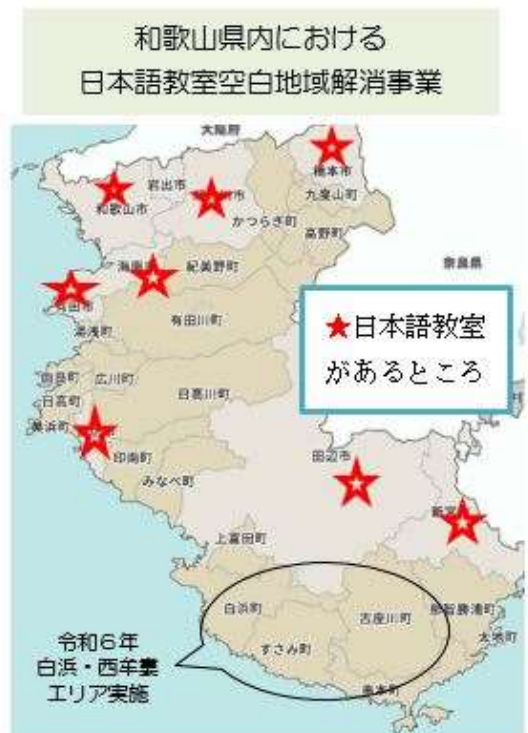 和歌山県内における
日本語教室空白地域解消事業
大阪府
橋本市
岩出市
和歌山市
九度山町
かつらぎ町
高野町
紀美野町
奈良県
有田市
湯浅町
有田川町
★日本語教室
があるところ
由良町
広川町
日高町
日高川町
美浜町
印南町
みなべ町
田辺市
上富田町
白浜町
古座川町
那智勝浦町
すさみ町
太地町
串本町
令和6年
白浜・西牟婁
エリア実施